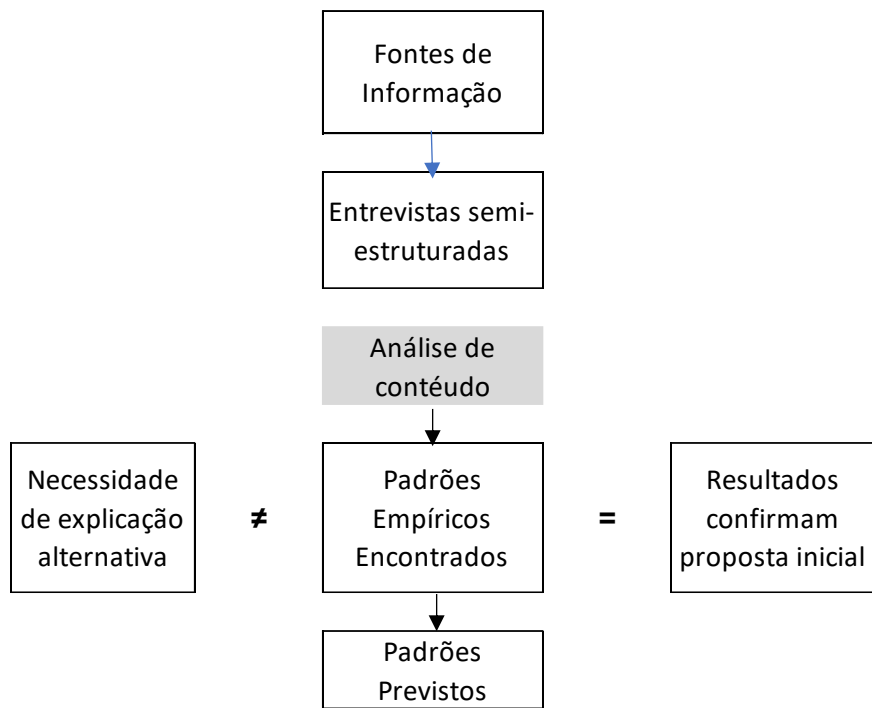 Fontes de
Informação
Entrevistas semi-
estruturadas
Análise de
contéudo
Necessidade
de explicação
alternativa
≠
Padrões
Empíricos
Encontrados
=
Resultados
confirmam
proposta inicial
Padrões
Previstos